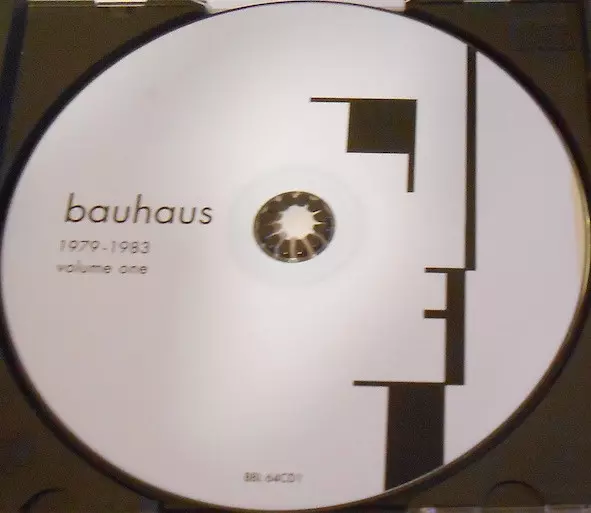 bauhaus
1979-1983
volume one
BBL 64CD1